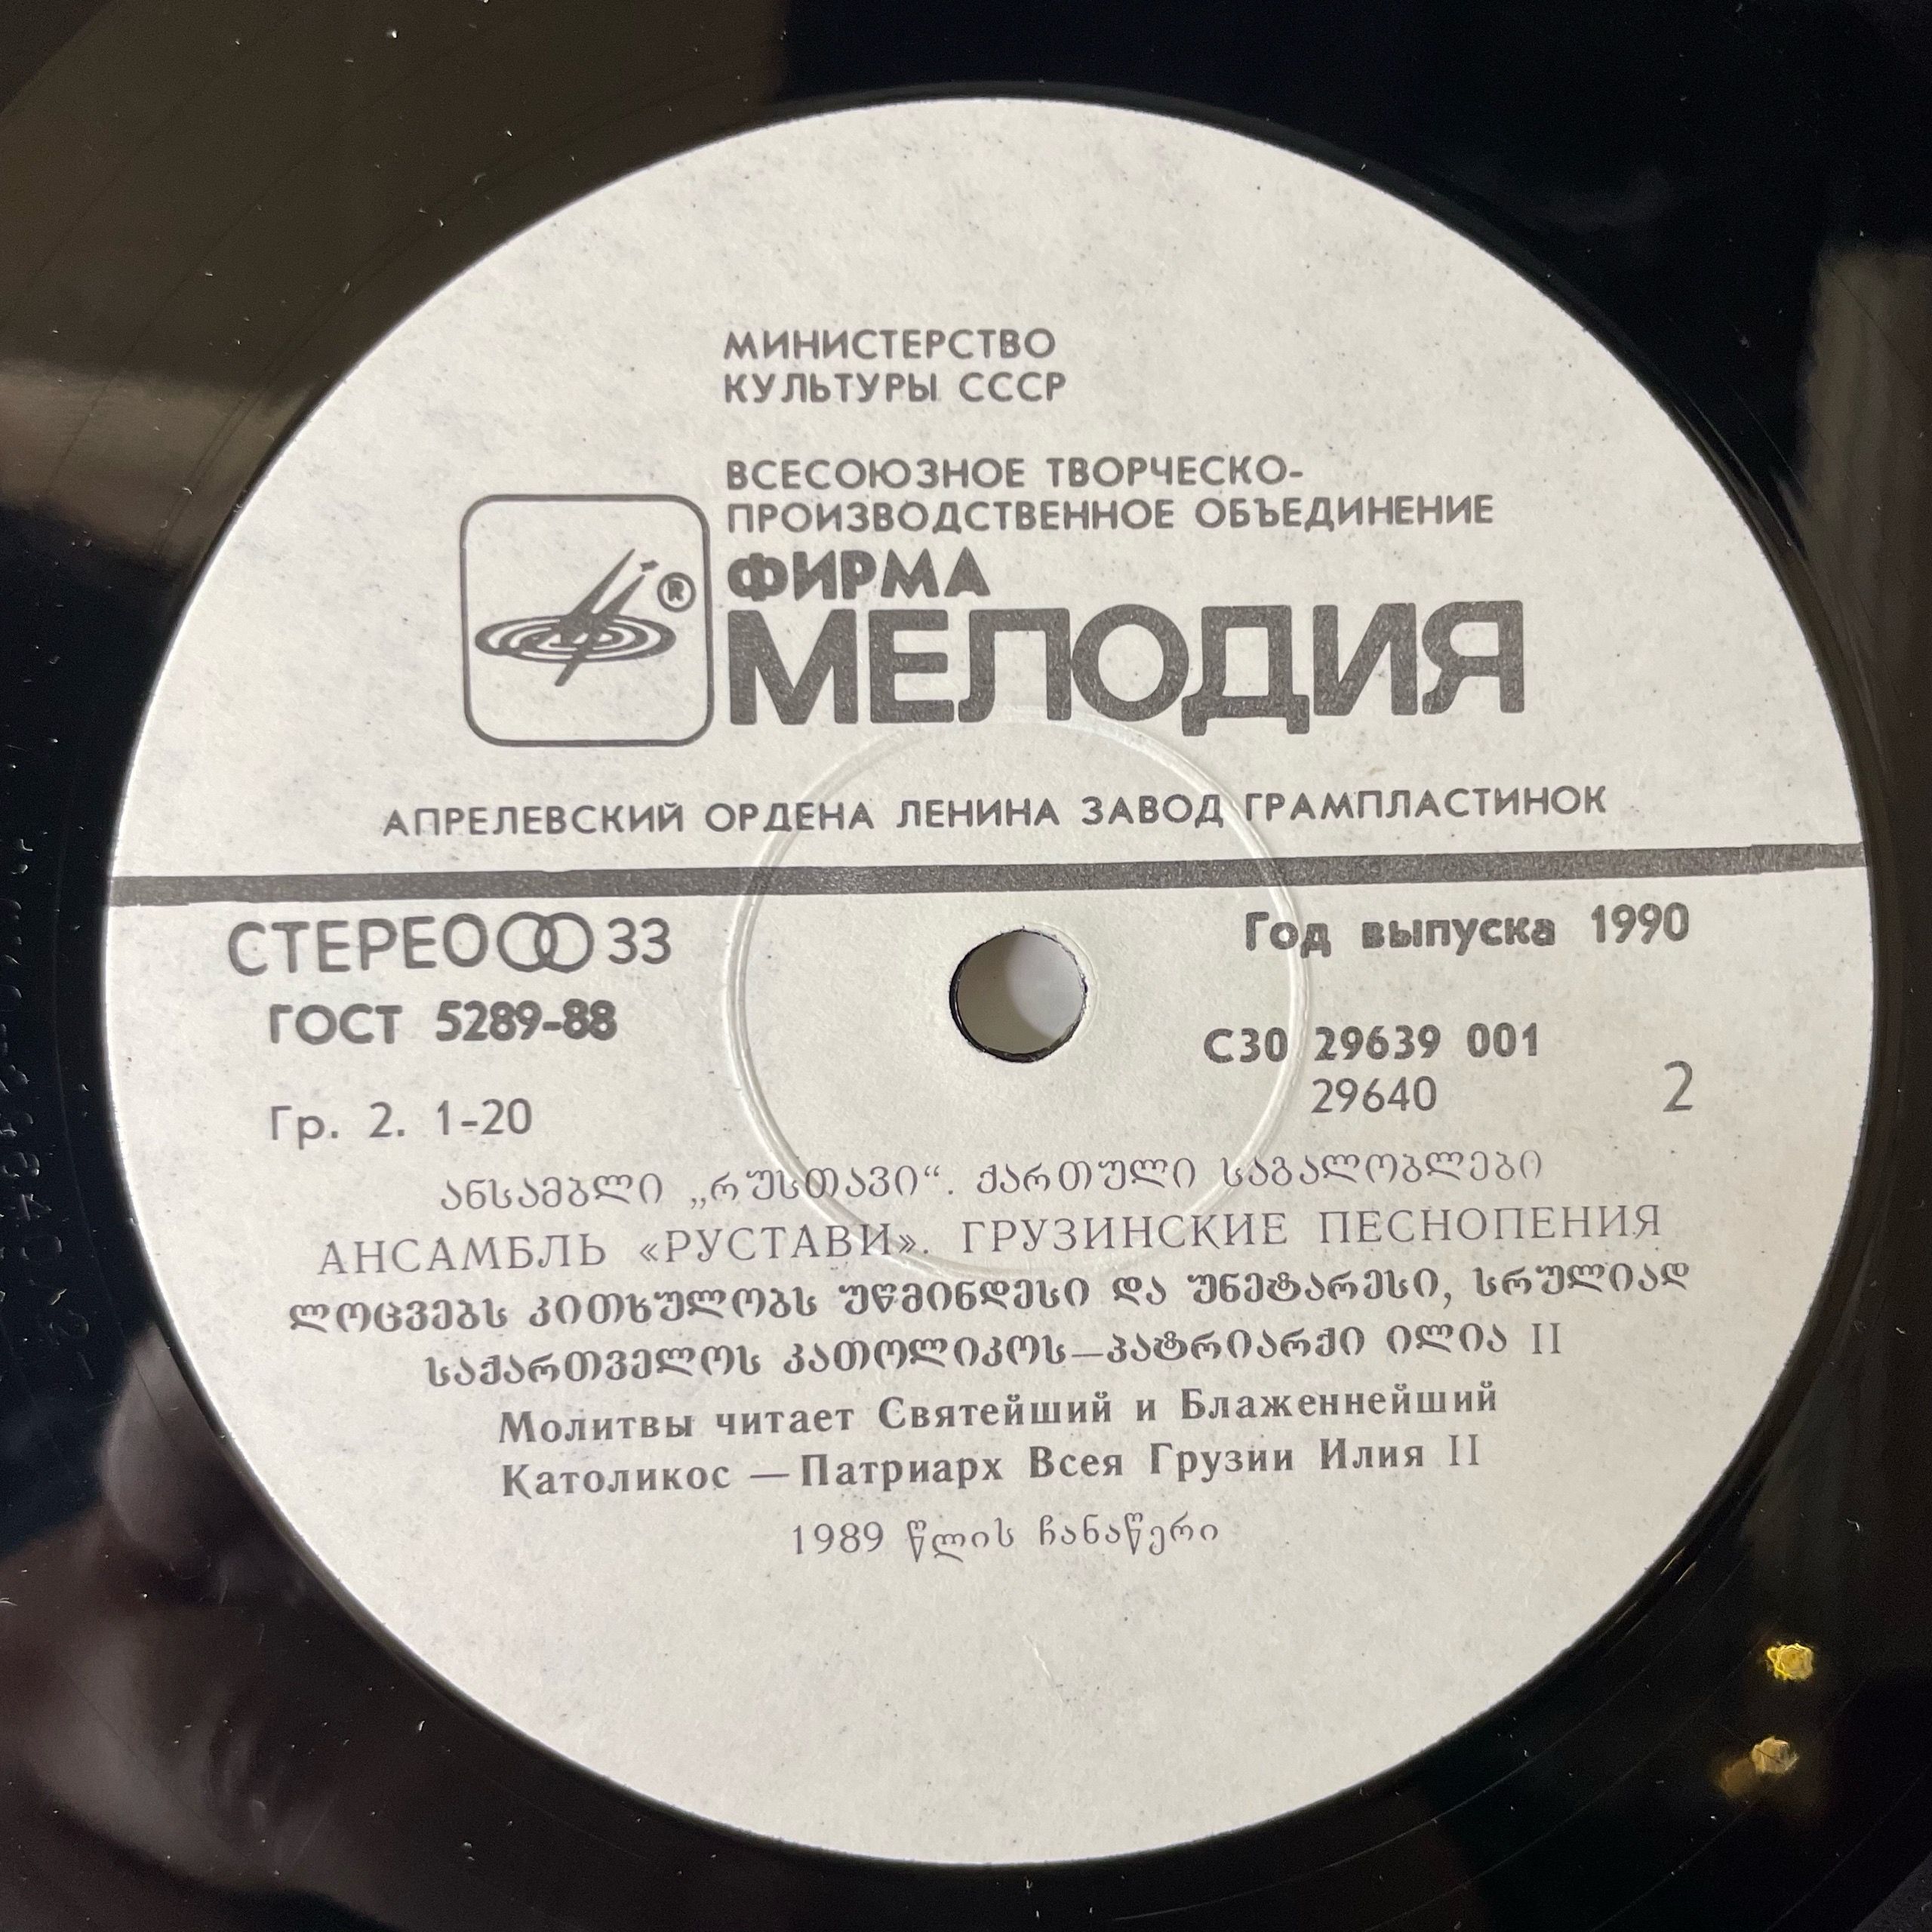 МИНИСТЕРСТВО
КУЛЬТУРЫ СССР
ВСЕСОЮЗНОЕ ТВОРЧЕСКО-
ПРОИЗВОДСТВЕННОЕ ОБЪЕДИНЕНИЕ
®
ФИРМА
МЕЛОДИЯ
АПРЕЛЕВСКИЙ ОРДЕНА ЛЕНИНА ЗАВОД ГРАМПЛАСТИНОК
СТЕРЕО 33
Год выпуска 1990
ГОСТ 5289-88
С30 29639 001
29640
2
Гр. 2. 1-20
ანსამბლი „რუსთავი“. ქართული საგალობლები
АНСАМБЛЬ «РУСТАВИ». ГРУЗИНСКИЕ ПЕСНОПЕНИЯ
ლოცვებს კითხულობს უწმინდესი და უნეტარესი, სრულიად
საქართველოს კათოლიკოს—პატრიარქი ილია II
Молитвы читает Святейший и Блаженнейший
Католикос — Патриарх Всея Грузии Илия II
1989 წლის ჩანაწერი